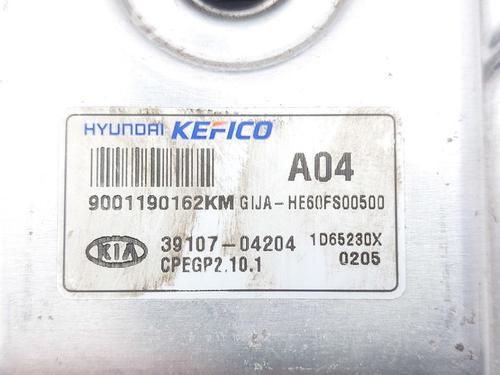 HYUNDAI KEFICO
A04
9001190162KM GIJA-HE60FS00500
KIA 39107-04204 1D65230X
CPEGP2.10.1 0205